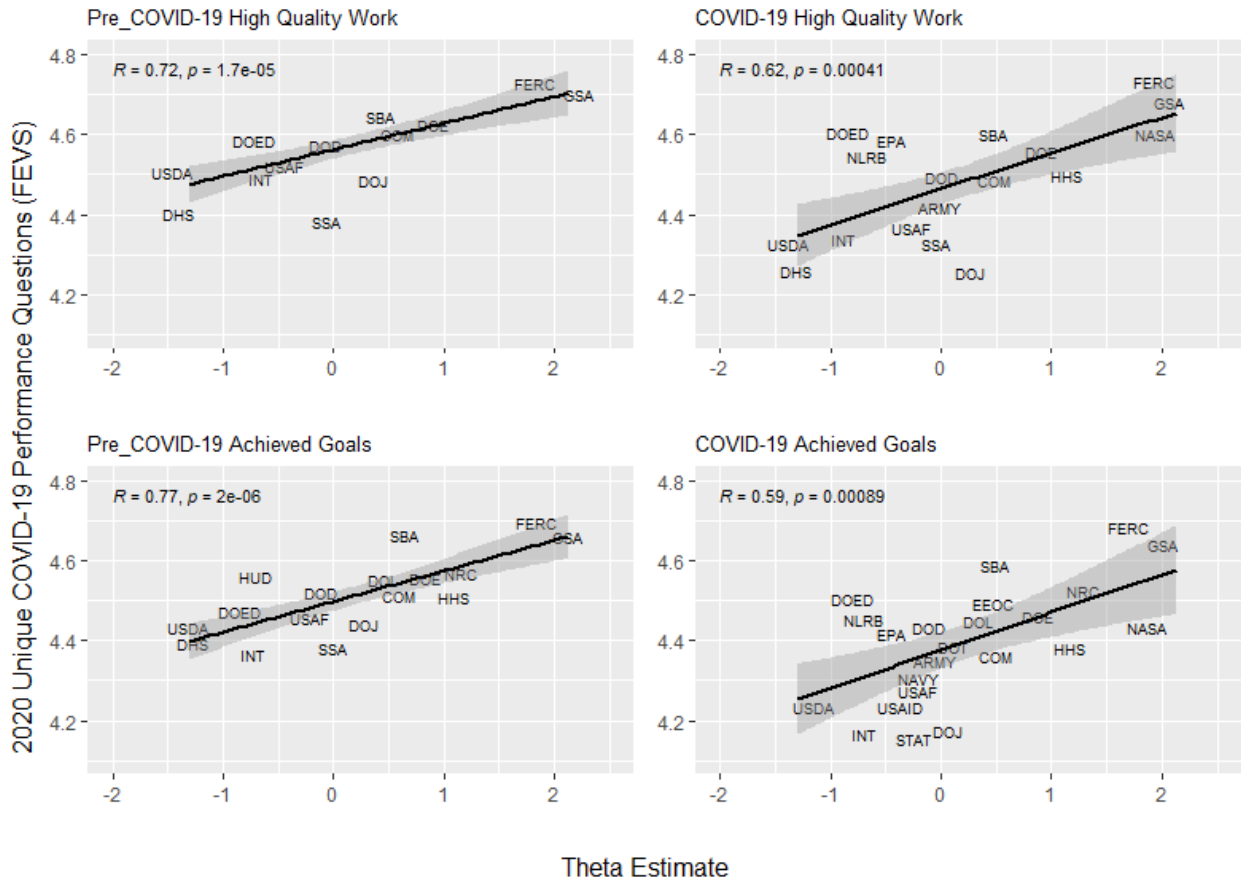 2020 Unique COVID-19 Performance Questions (FEVS)
Pre_COVID-19 High Quality Work
R = 0.72, p = 1.7e-05
4.8
4.6
4.4
4.2
FERC
GSA
SBA
DOE
COM
DOED
DOD
USAF
USDA
INT
DOJ
DHS
SSA
-2 -1 0 1 2
COVID-19 High Quality Work
R = 0.62, p = 0.00041
4.8
4.6
4.4
4.2
FERC
GSA
DOED
EPA
SBA
NASA
NLRB
DOE
DOD
COM
HHS
ARMY
USAF
USDA
INT
SSA
DHS
DOJ
-2 -1 0 1 2
Pre_COVID-19 Achieved Goals
R = 0.77, p = 2e-06
4.8
4.6
4.4
4.2
FERC
GSA
SBA
HUD
DOL
DOE
NRC
DOD
COM
HHS
DOED
USAF
USDA
DOJ
DHS
INT
SSA
-2 -1 0 1 2
COVID-19 Achieved Goals
R = 0.59, p = 0.00089
4.8
4.6
4.4
4.2
FERC
GSA
SBA
NRC
DOED
EEOC
NLRB
DOL
DOE
EPA
DOD
NASA
DOT
HHS
ARMY
COM
NAVY
USAF
USDA
USAID
INT
STAT
DOJ
-2 -1 0 1 2
Theta Estimate